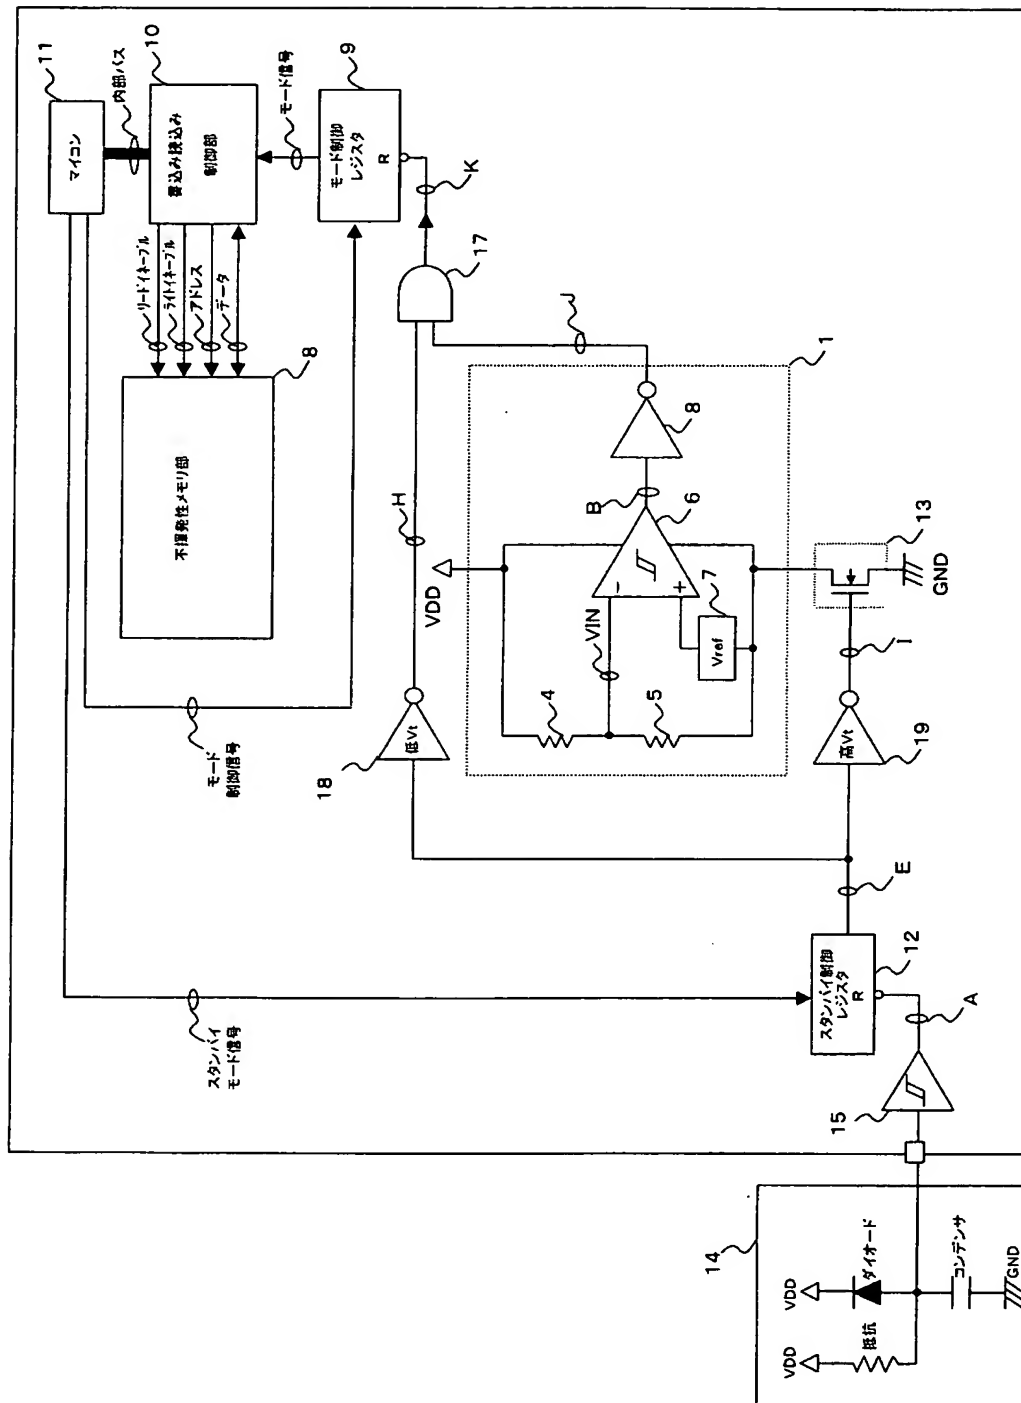 11
マイコン
内部バス
10
書込み読込み
制御部
モード信号
9
モード制御
レジスタ
R
K
リードイネーブル
ライトイネーブル
アドレス
データ
8
不揮発性メモリ部
17
J
H
モード
制御信号
スタンバイ
モード信号
18
低Vt
1
8
B
6
VDD
VIN
-
+
7
Vref
4
5
13
GND
I
高Vt
19
E
スタンバイ制御
レジスタ
R
12
A
15
14
VDD
VDD
ダイオード
抵抗
コンデンサ
GND